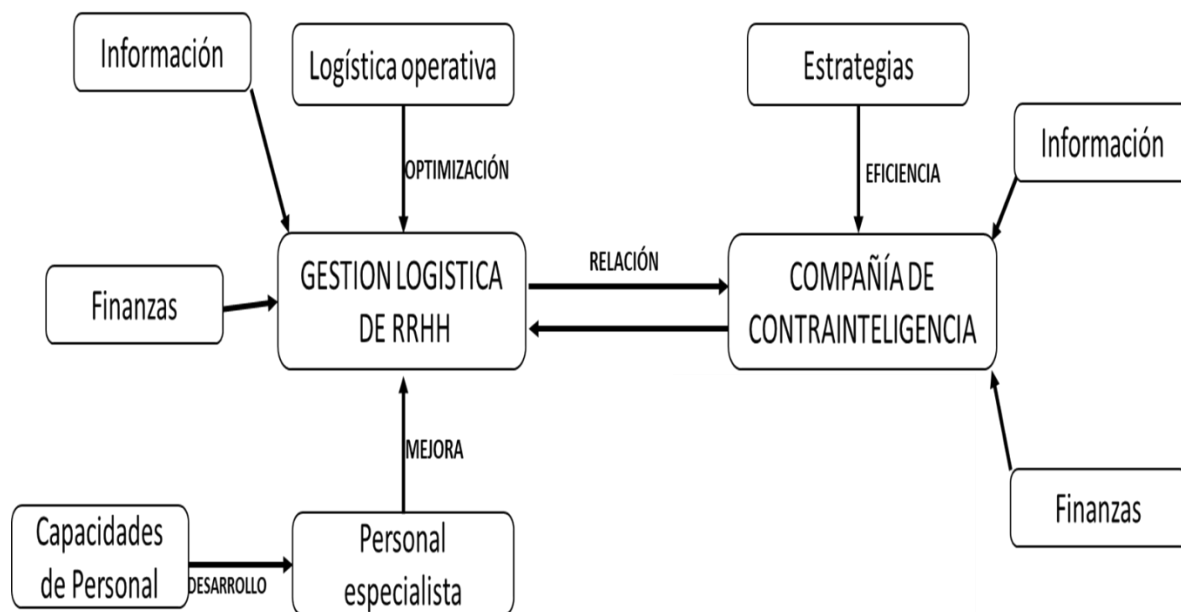 Información
Logística operativa
Estrategias
Información
OPTIMIZACIÓN
EFICIENCIA
Finanzas
GESTION LOGISTICA
DE RRHH
RELACIÓN
COMPAÑÍA DE
CONTRAINTELIGENCIA
MEJORA
Finanzas
Capacidades
de Personal
DESARROLLO
Personal
especialista